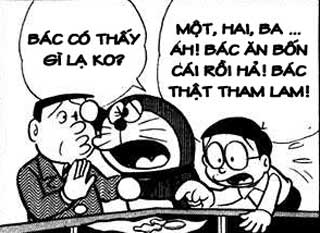 BÁC CÓ THẤY
GÌ LẠ KO?
MỘT, HAI, BA ...
ÁH! BÁC ĂN BỐN
CÁI RỒI HẢ! BÁC
THẬT THAM LAM!